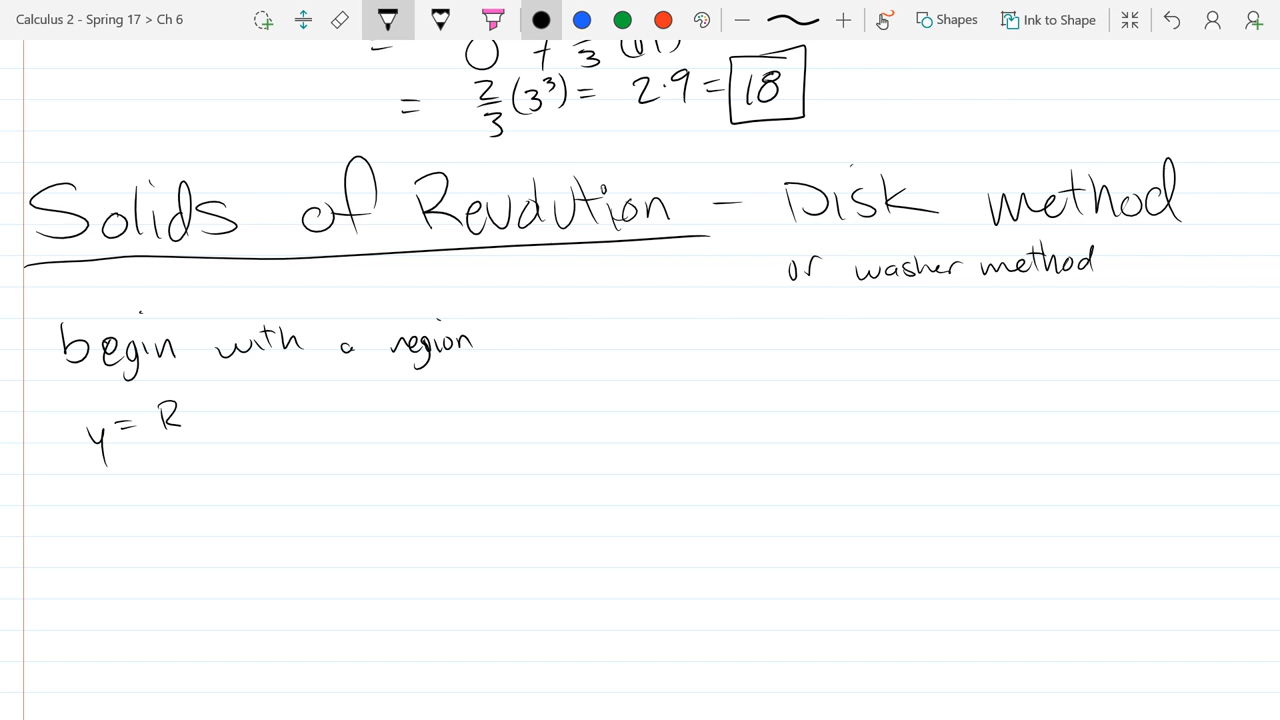 Calculus 2 - Spring 17 > Ch 6
Shapes
Ink to Shape
= 2/3 (3³) = 2·9 = 18
Solids of Revolution - Disk method
or washer method
begin with a region
y = R